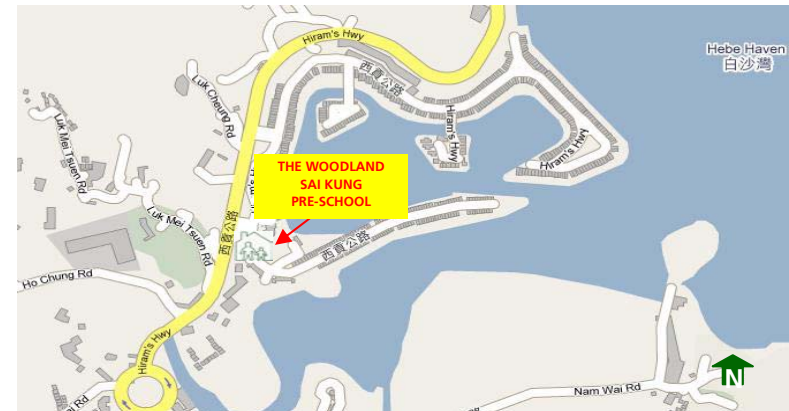 Hiram's Hwy
Hebe Haven
白沙灣
西貢公路
Luk Cheung Rd
Hiram's Hwy
Hiram's Hwy
Luk Mei Tsuen Rd
THE WOODLAND
SAI KUNG
PRE-SCHOOL
Luk Mei Tsuen Rd
西貢公路
西貢公路
Ho Chung Rd
Hiram's Hwy
Nam Wai Rd
N